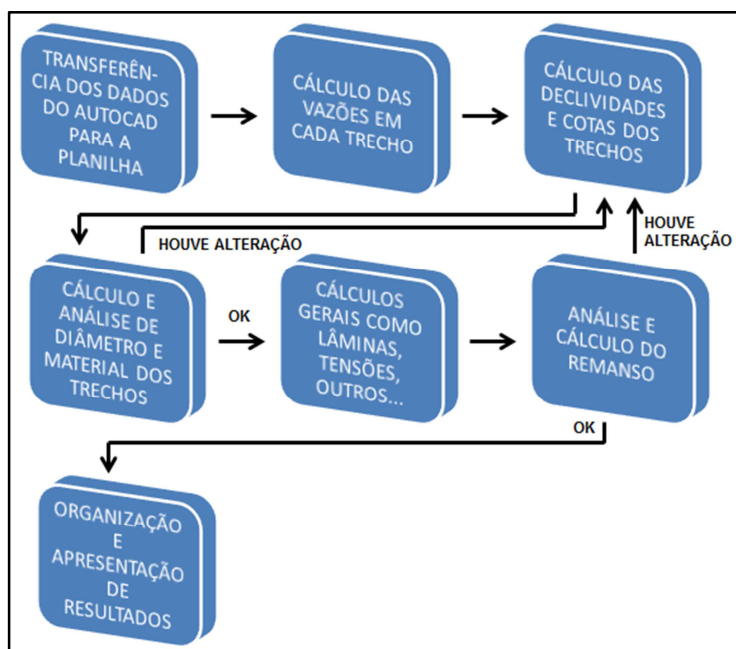 TRANSFERÊN-
CIA DOS DADOS
DO AUTOCAD
PARA A
PLANILHA
CÁLCULO DAS
VAZÕES EM
CADA TRECHO
CÁLCULO DAS
DECLIVIDADES
E COTAS DOS
TRECHOS
HOUVE ALTERAÇÃO
HOUVE
ALTERAÇÃO
CÁLCULO E
ANÁLISE DE
DIÂMETRO E
MATERIAL DOS
TRECHOS
OK
CÁLCULOS
GERAIS COMO
LÂMINAS,
TENSÕES,
OUTROS...
ANÁLISE E
CÁLCULO DO
REMANSO
OK
ORGANIZAÇÃO
E
APRESENTAÇÃO
DE
RESULTADOS